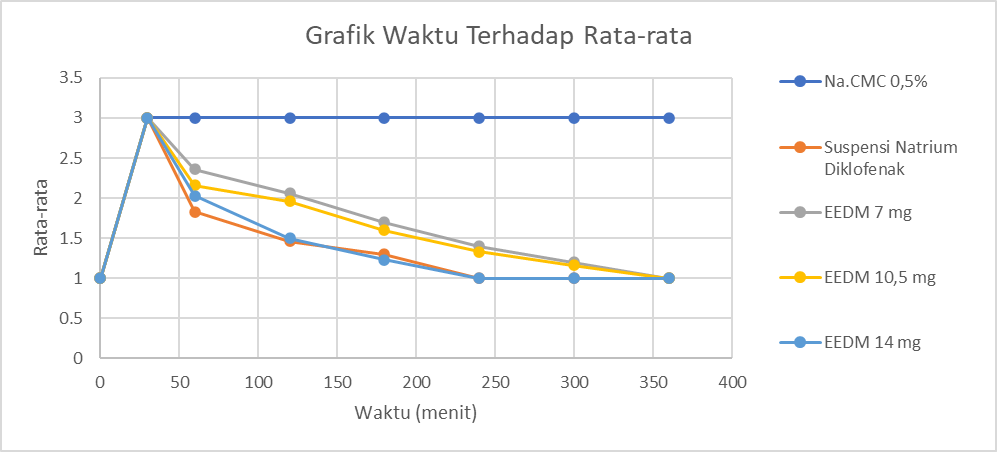 Grafik Waktu Terhadap Rata-rata
3.5
3
2.5
2
1.5
1
0.5
0
Rata-rata
0 50 100 150 200 250 300 350 400
Waktu (menit)
Na.CMC 0,5%
Suspensi Natrium
Diklofenak
EEDM 7 mg
EEDM 10,5 mg
EEDM 14 mg